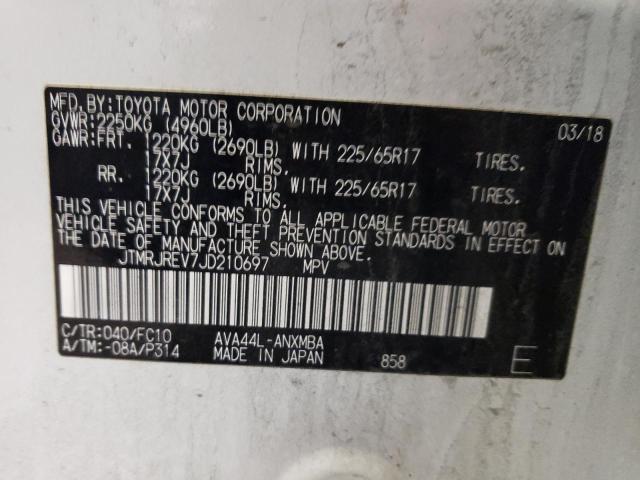 MFD. BY: TOYOTA MOTOR CORPORATION 03/18
GVWR: 2250KG (4960LB)
GAWR: FRT. 1220KG (2690LB) WITH 225/65R17 TIRES.
17X7J RIMS.
RR. 1220KG (2690LB) WITH 225/65R17 TIRES.
17X7J RIMS.
THIS VEHICLE CONFORMS TO ALL APPLICABLE FEDERAL MOTOR
VEHICLE SAFETY AND THEFT PREVENTION STANDARDS IN EFFECT ON
THE DATE OF MANUFACTURE SHOWN ABOVE.
JTMRJREV7JD210697 MPV
C/TR: 040/FC10 AVA44L-ANXMBA
A/TM: -08A/P314 MADE IN JAPAN 858 E